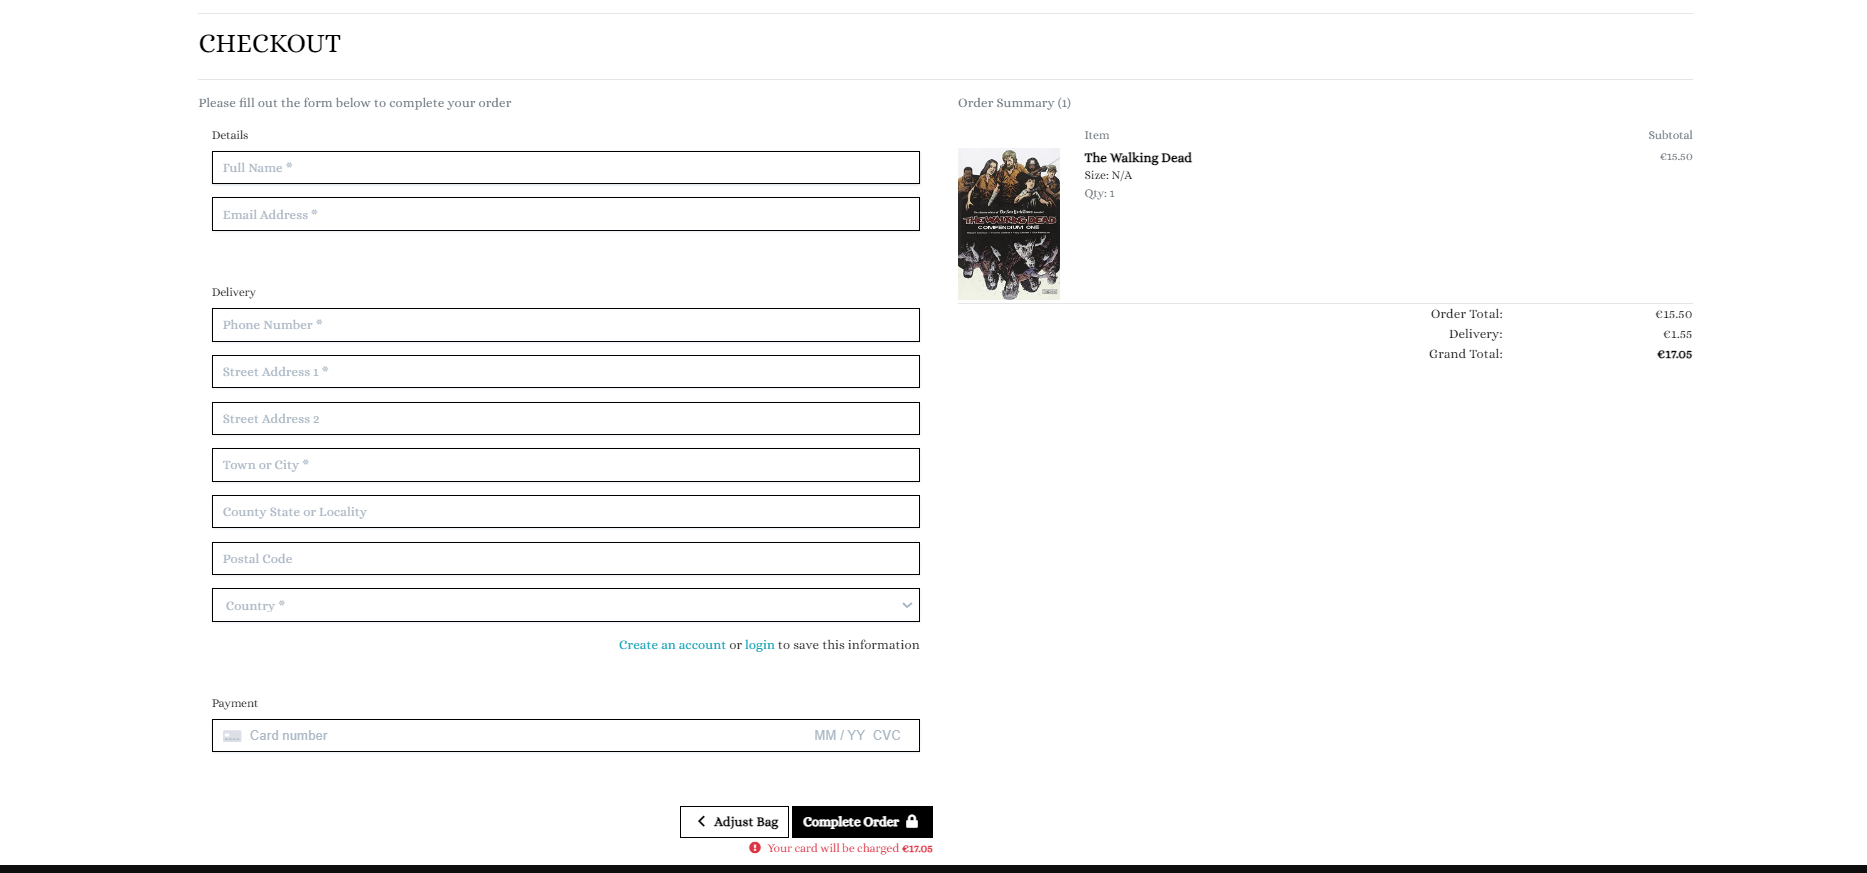 CHECKOUT
Please fill out the form below to complete your order
Details
Full Name *
Email Address *
Delivery
Phone Number *
Street Address 1 *
Street Address 2
Town or City *
County State or Locality
Postal Code
Country *
Create an account or login to save this information
Payment
Card number MM / YY CVC
Adjust Bag Complete Order
Your card will be charged €17.05
Order Summary (1)
Item Subtotal
The Walking Dead €15.50
Size: N/A
Qty: 1
THE WALKING DEAD
COMPENDIUM ONE
Order Total: €15.50
Delivery: €1.55
Grand Total: €17.05